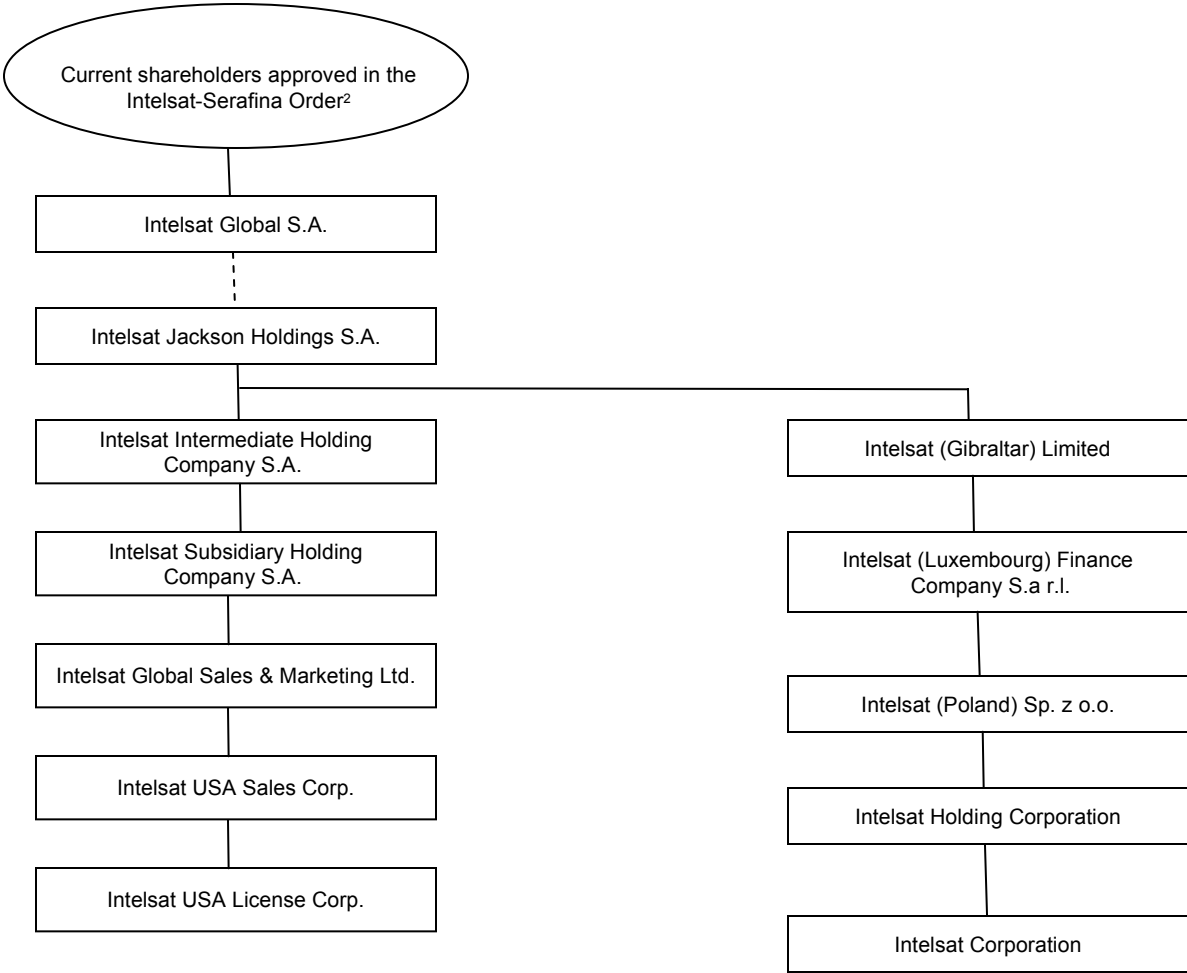 Current shareholders approved in the
Intelsat-Serafina Order²
Intelsat Global S.A.
Intelsat Jackson Holdings S.A.
Intelsat Intermediate Holding
Company S.A.
Intelsat Subsidiary Holding
Company S.A.
Intelsat Global Sales & Marketing Ltd.
Intelsat USA Sales Corp.
Intelsat USA License Corp.
Intelsat (Gibraltar) Limited
Intelsat (Luxembourg) Finance
Company S.a r.l.
Intelsat (Poland) Sp. z o.o.
Intelsat Holding Corporation
Intelsat Corporation